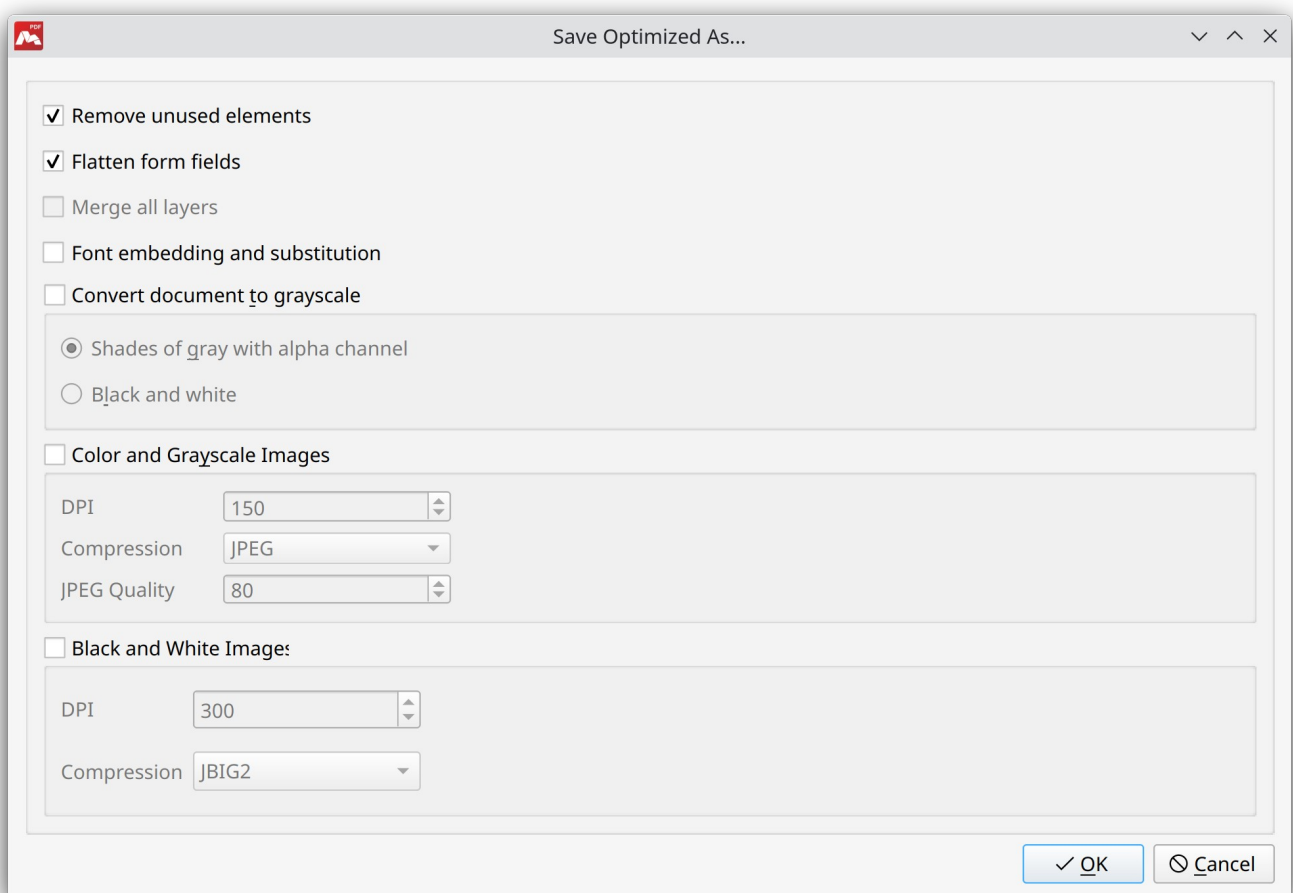 PDF
Save Optimized As...
Remove unused elements
Flatten form fields
Merge all layers
Font embedding and substitution
Convert document to grayscale
Shades of gray with alpha channel
Black and white
Color and Grayscale Images
DPI 150
Compression JPEG
JPEG Quality 80
Black and White Images
DPI 300
Compression JBIG2
OK Cancel